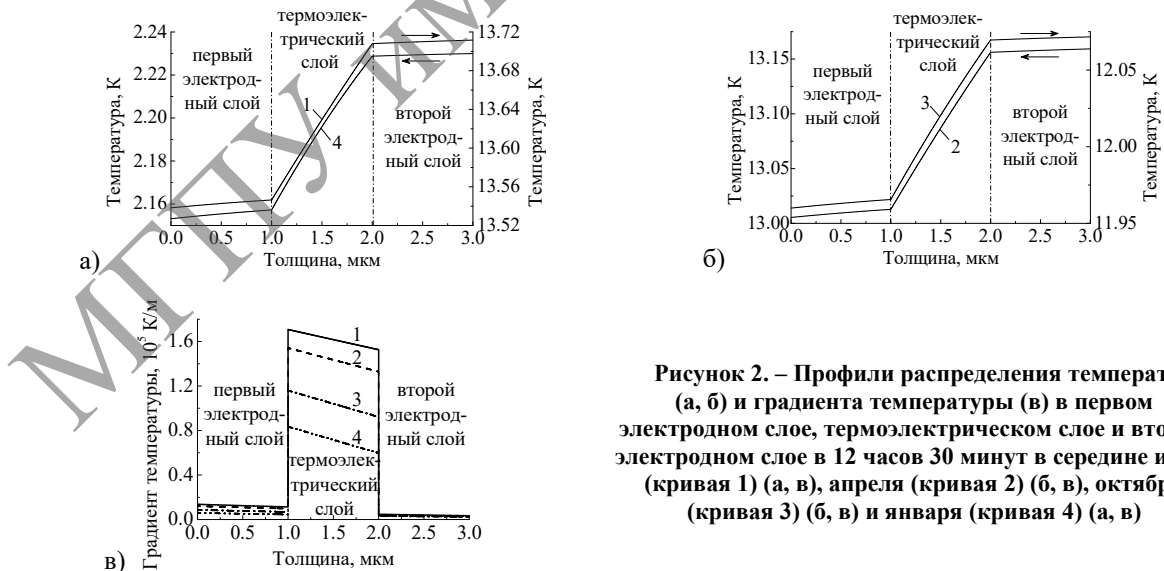 термоэлек-
трический
слой
первый
электрод-
ный слой
второй
электрод-
ный слой
1
4
2.24
2.22
2.20
2.18
2.16
13.72
13.68
13.64
13.60
13.56
13.52
Температура, К
Температура, К
0.0 0.5 1.0 1.5 2.0 2.5 3.0
Толщина, мкм
а)
термоэлек-
трический
слой
первый
электрод-
ный слой
второй
электрод-
ный слой
3
2
13.15
13.10
13.05
13.00
12.05
12.00
11.95
Температура, К
Температура, К
0.0 0.5 1.0 1.5 2.0 2.5 3.0
Толщина, мкм
б)
Градиент температуры, 10⁵ К/м
1.6
1.2
0.8
0.4
0.0
1
2
3
4
первый
электрод-
ный слой
термоэлек-
трический
слой
второй
электрод-
ный слой
0.0 0.5 1.0 1.5 2.0 2.5 3.0
Толщина, мкм
в)
Рисунок 2. – Профили распределения температ
(а, б) и градиента температуры (в) в первом
электродном слое, термоэлектрическом слое и вто
электродном слое в 12 часов 30 минут в середине и
(кривая 1) (а, в), апреля (кривая 2) (б, в), октябр
(кривая 3) (б, в) и января (кривая 4) (а, в)
МГПУ им